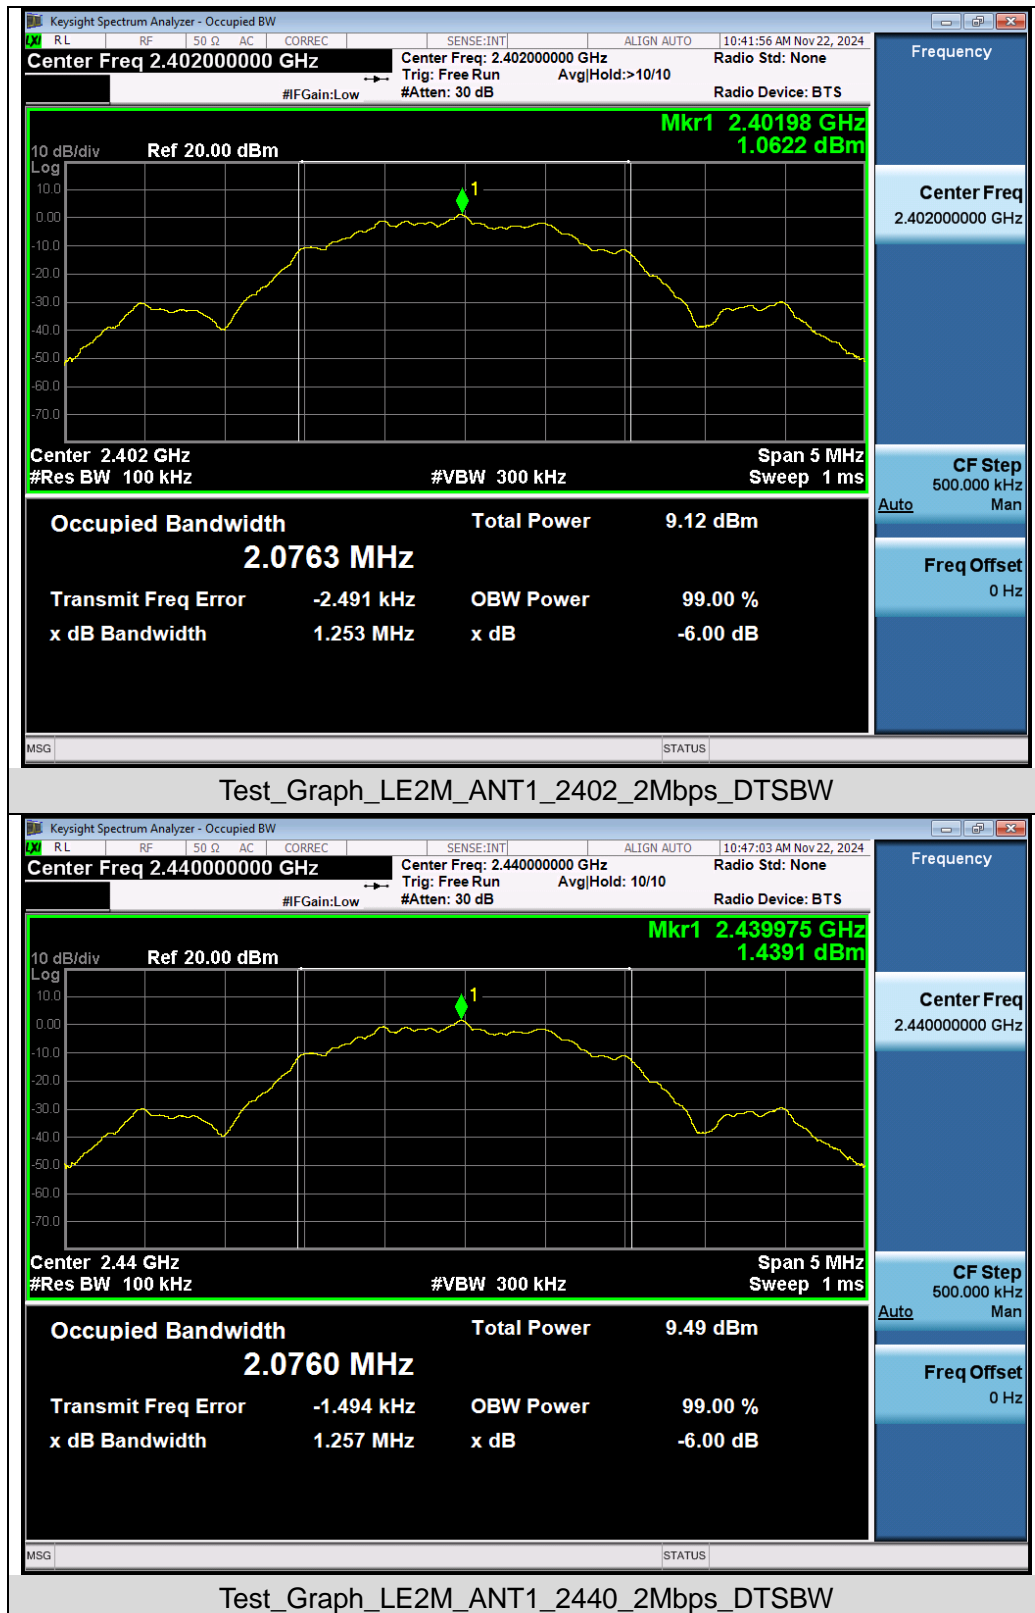 Keysight Spectrum Analyzer - Occupied BW
LXI RL RF 50 Ω AC CORREC SENSE:INT ALIGN AUTO 10:41:56 AM Nov 22, 2024
Center Freq 2.402000000 GHz
Center Freq: 2.402000000 GHz
Radio Std: None
Trig: Free Run Avg|Hold:>10/10
#IFGain:Low
#Atten: 30 dB
Radio Device: BTS
Frequency
Mkr1 2.40198 GHz
1.0622 dBm
10 dB/div Ref 20.00 dBm
Log
10.0
1
0.00
-10.0
-20.0
-30.0
-40.0
-50.0
-60.0
-70.0
Center Freq
2.402000000 GHz
Center 2.402 GHz Span 5 MHz
#Res BW 100 kHz #VBW 300 kHz Sweep 1 ms
CF Step
500.000 kHz
Auto Man
Occupied Bandwidth Total Power 9.12 dBm
2.0763 MHz
Freq Offset
0 Hz
Transmit Freq Error -2.491 kHz OBW Power 99.00 %
x dB Bandwidth 1.253 MHz x dB -6.00 dB
MSG STATUS
Test_Graph_LE2M_ANT1_2402_2Mbps_DTSBW
Keysight Spectrum Analyzer - Occupied BW
LXI RL RF 50 Ω AC CORREC SENSE:INT ALIGN AUTO 10:47:03 AM Nov 22, 2024
Center Freq 2.440000000 GHz
Center Freq: 2.440000000 GHz
Radio Std: None
Trig: Free Run Avg|Hold: 10/10
#IFGain:Low
#Atten: 30 dB
Radio Device: BTS
Frequency
Mkr1 2.439975 GHz
1.4391 dBm
10 dB/div Ref 20.00 dBm
Log
10.0
1
0.00
-10.0
-20.0
-30.0
-40.0
-50.0
-60.0
-70.0
Center Freq
2.440000000 GHz
Center 2.44 GHz Span 5 MHz
#Res BW 100 kHz #VBW 300 kHz Sweep 1 ms
CF Step
500.000 kHz
Auto Man
Occupied Bandwidth Total Power 9.49 dBm
2.0760 MHz
Freq Offset
0 Hz
Transmit Freq Error -1.494 kHz OBW Power 99.00 %
x dB Bandwidth 1.257 MHz x dB -6.00 dB
MSG STATUS
Test_Graph_LE2M_ANT1_2440_2Mbps_DTSBW